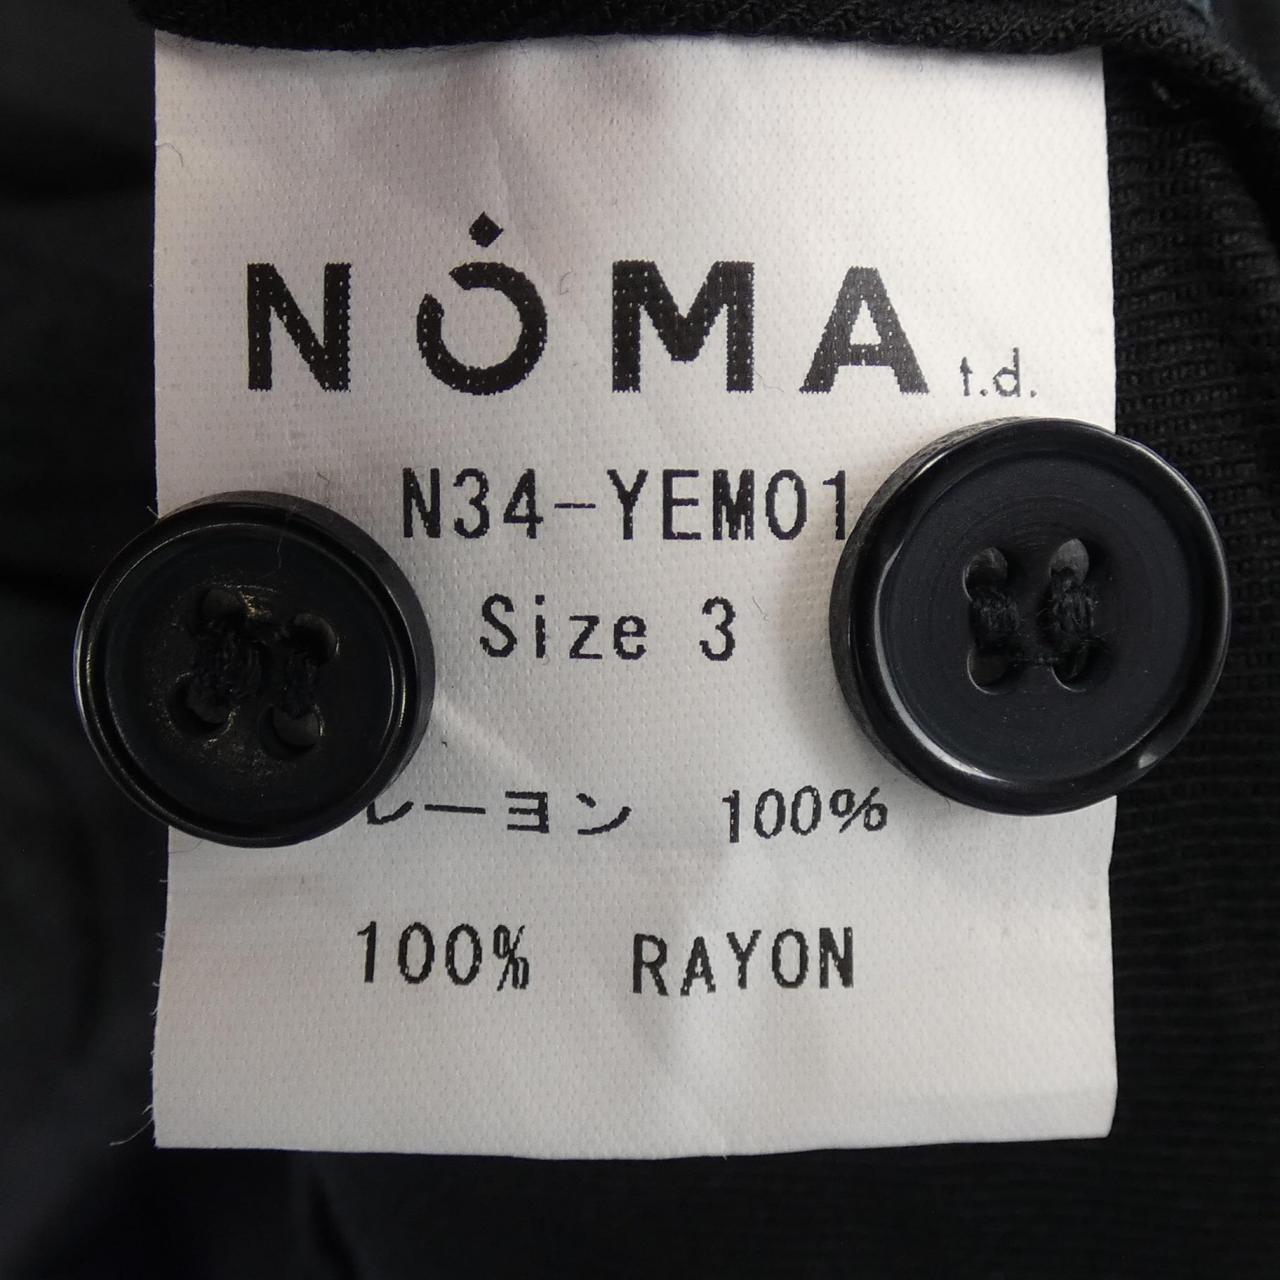 NOMA t.d.
N34-YEM01
Size 3
レーヨン 100%
100% RAYON